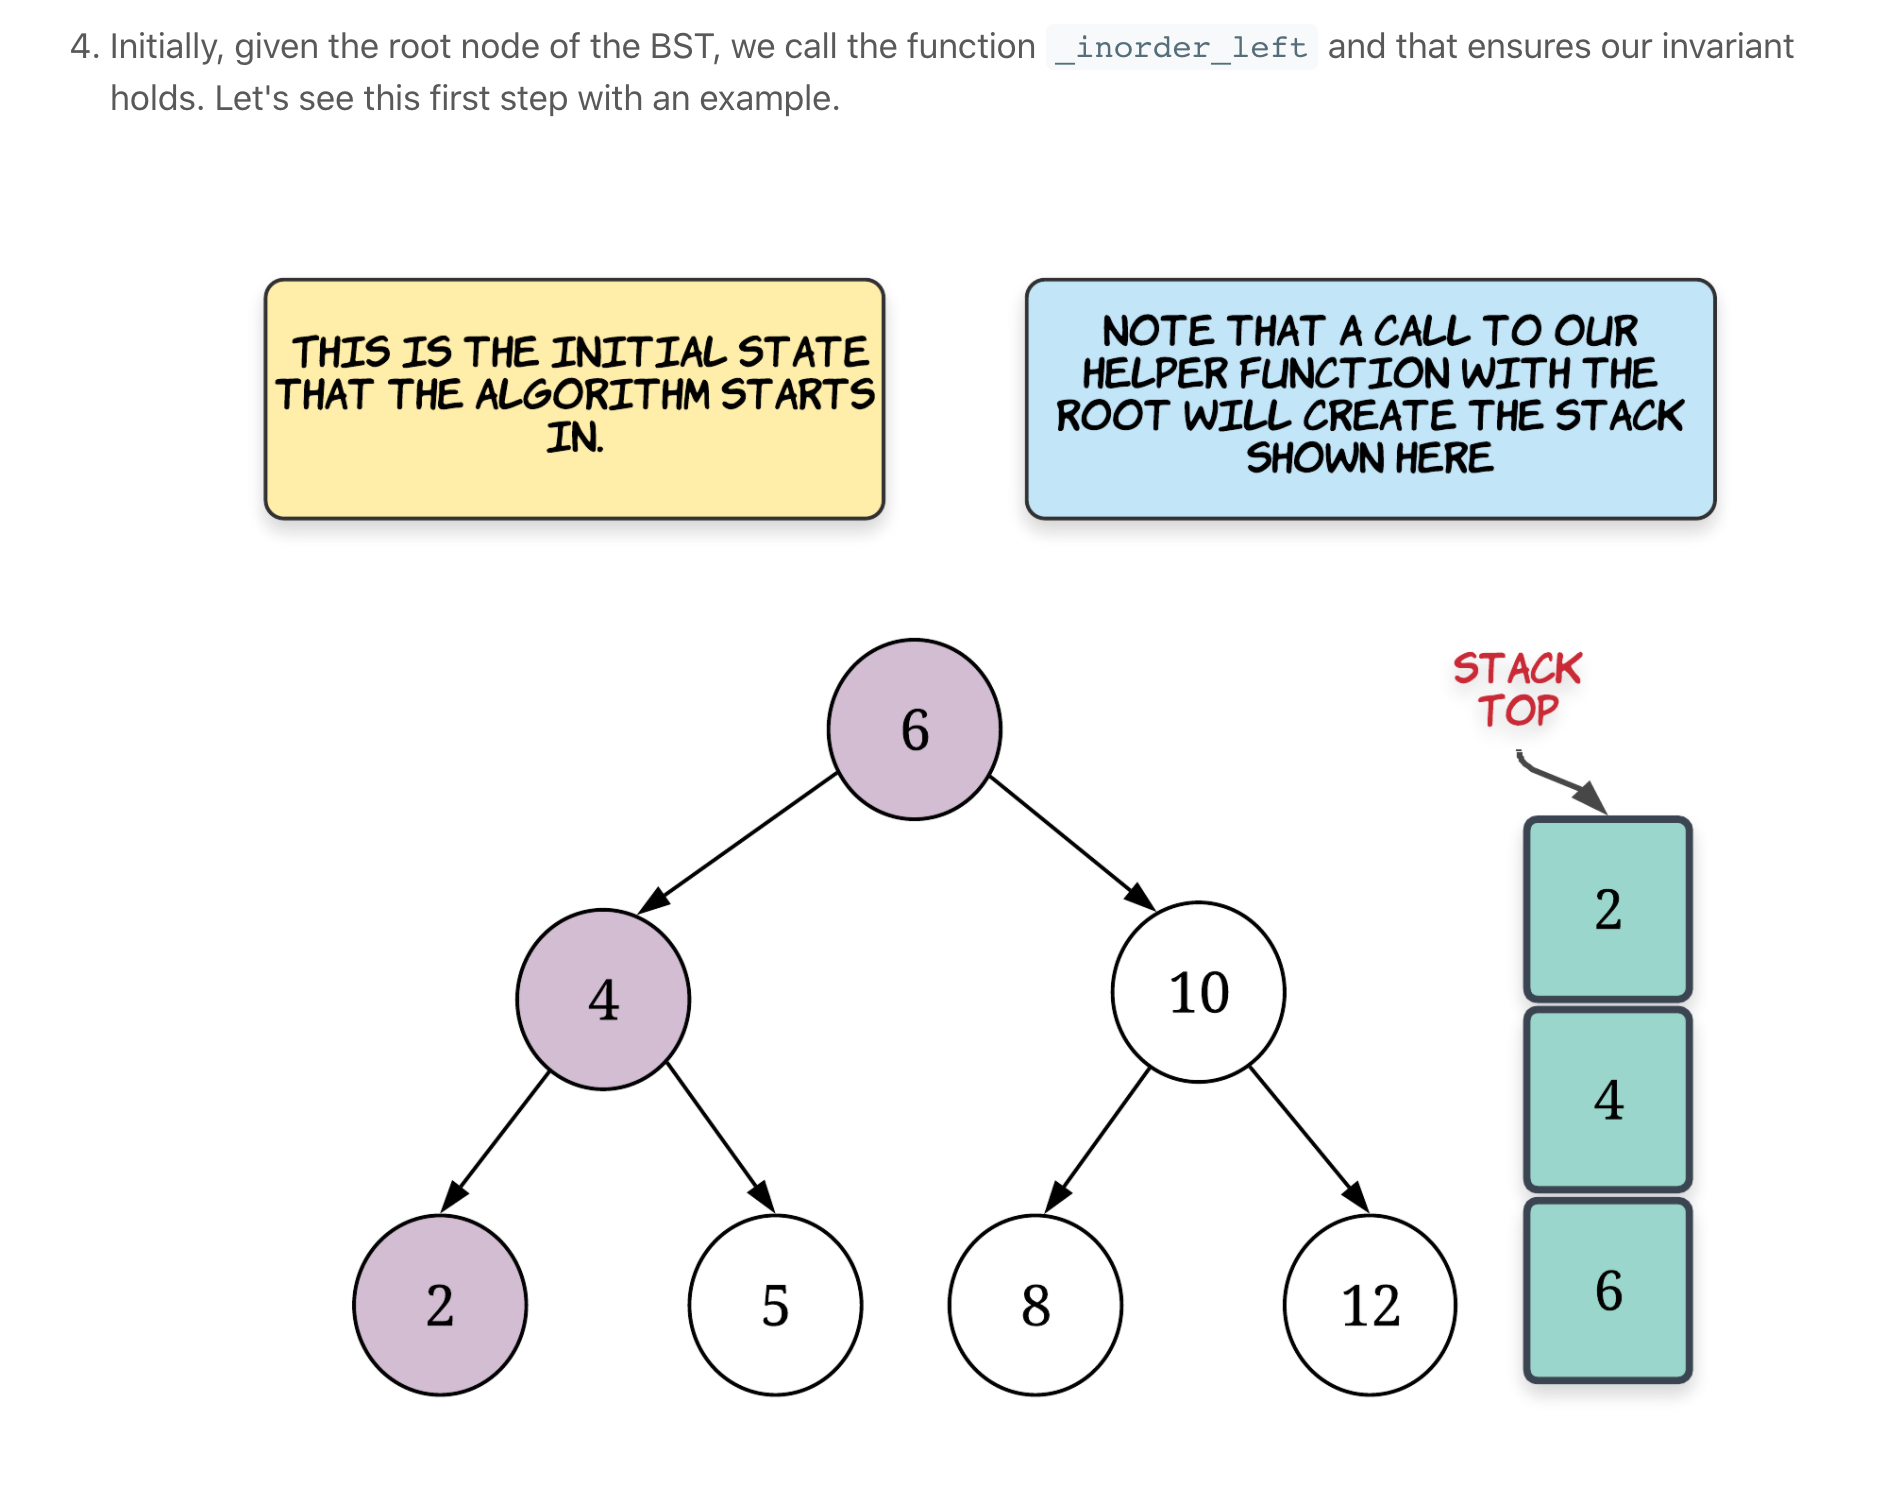 4. Initially, given the root node of the BST, we call the function _inorder_left and that ensures our invariant
holds. Let's see this first step with an example.
THIS IS THE INITIAL STATE
THAT THE ALGORITHM STARTS
IN.
NOTE THAT A CALL TO OUR
HELPER FUNCTION WITH THE
ROOT WILL CREATE THE STACK
SHOWN HERE
6
STACK
TOP
4
10
2
4
2
5
8
12
6